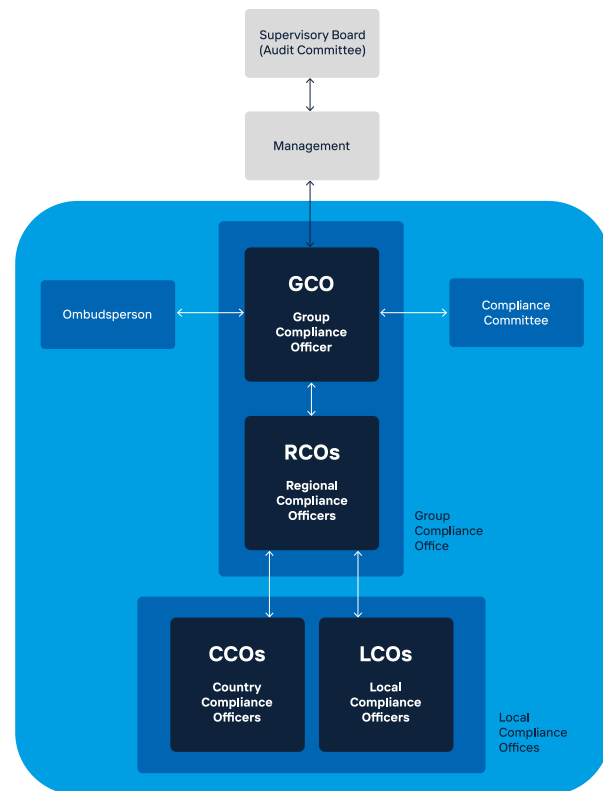 Supervisory Board
(Audit Committee)
Management
GCO
Group
Compliance
Officer
Ombudsperson
Compliance
Committee
RCOs
Regional
Compliance
Officers
Group
Compliance
Office
CCOs
Country
Compliance
Officers
LCOs
Local
Compliance
Officers
Local
Compliance
Offices